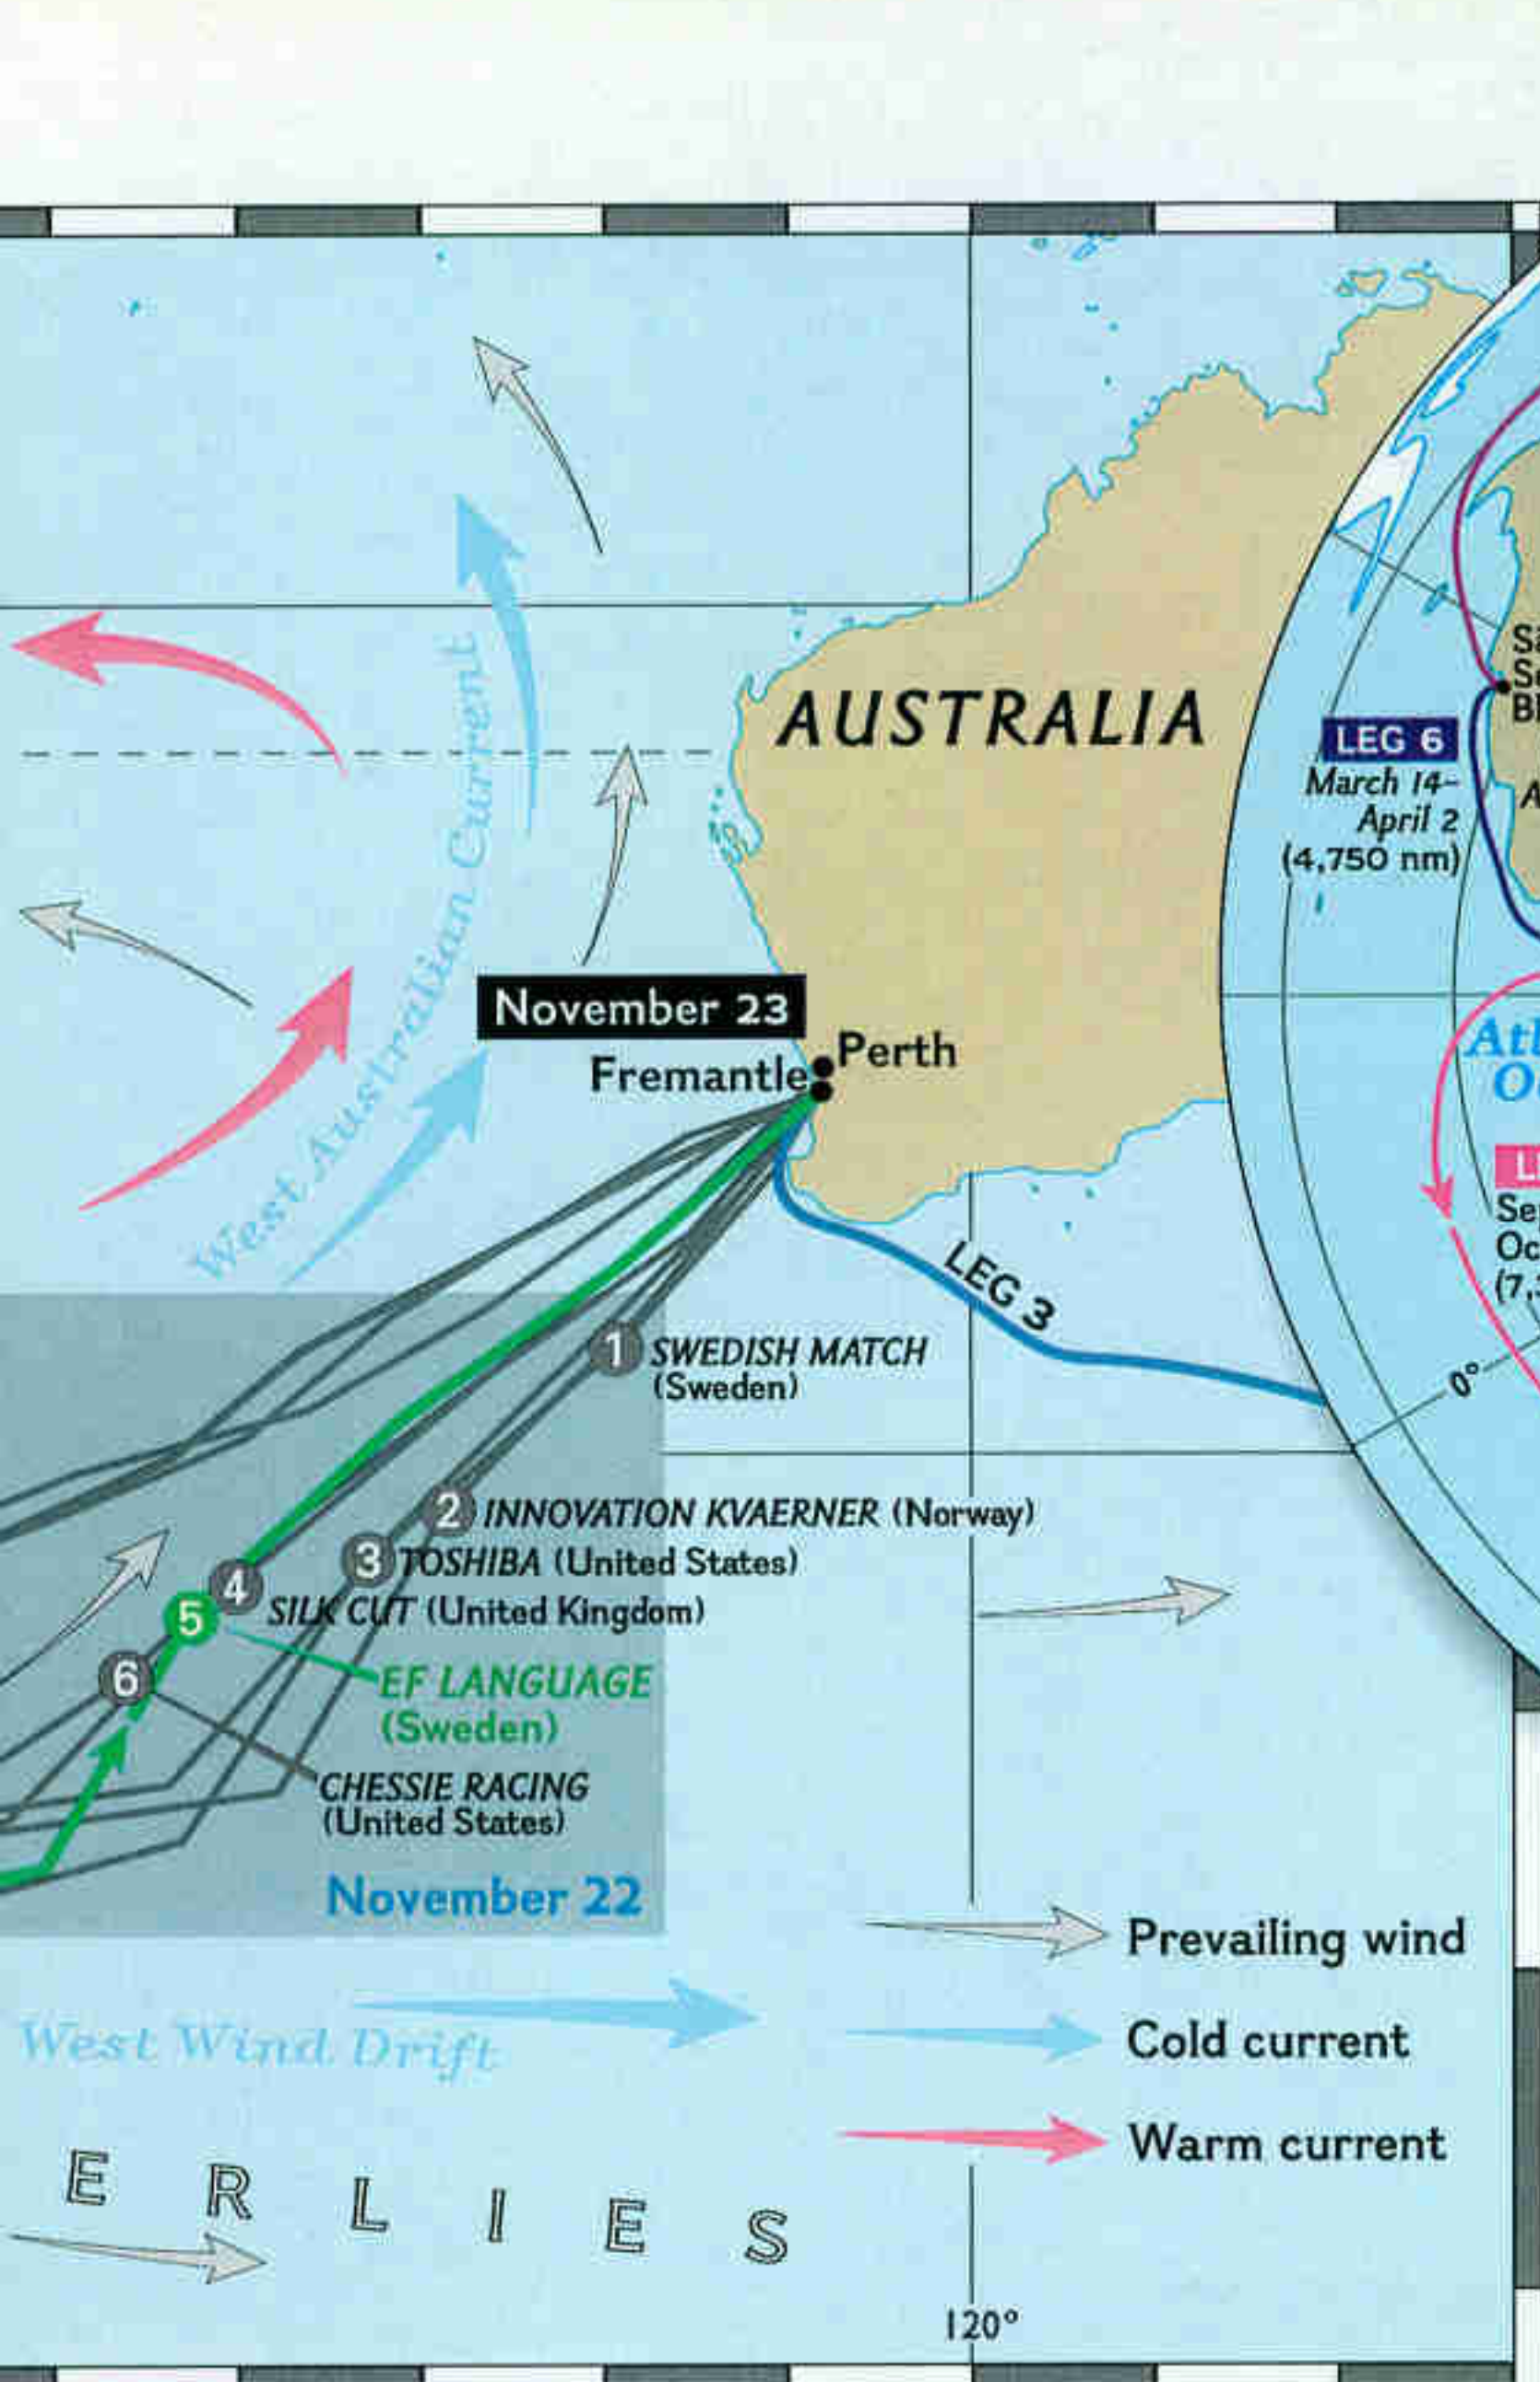 AUSTRALIA
West Australian Current
LEG 6
March 14–
April 2
(4,750 nm)
November 23
Perth
Fremantle
LEG 3
0°
1 SWEDISH MATCH
(Sweden)
2 INNOVATION KVAERNER (Norway)
3 TOSHIBA (United States)
4
SILK CUT (United Kingdom)
5
EF LANGUAGE
(Sweden)
6
CHESSIE RACING
(United States)
November 22
Prevailing wind
Cold current
Warm current
West Wind Drift
E R L I E S
120°